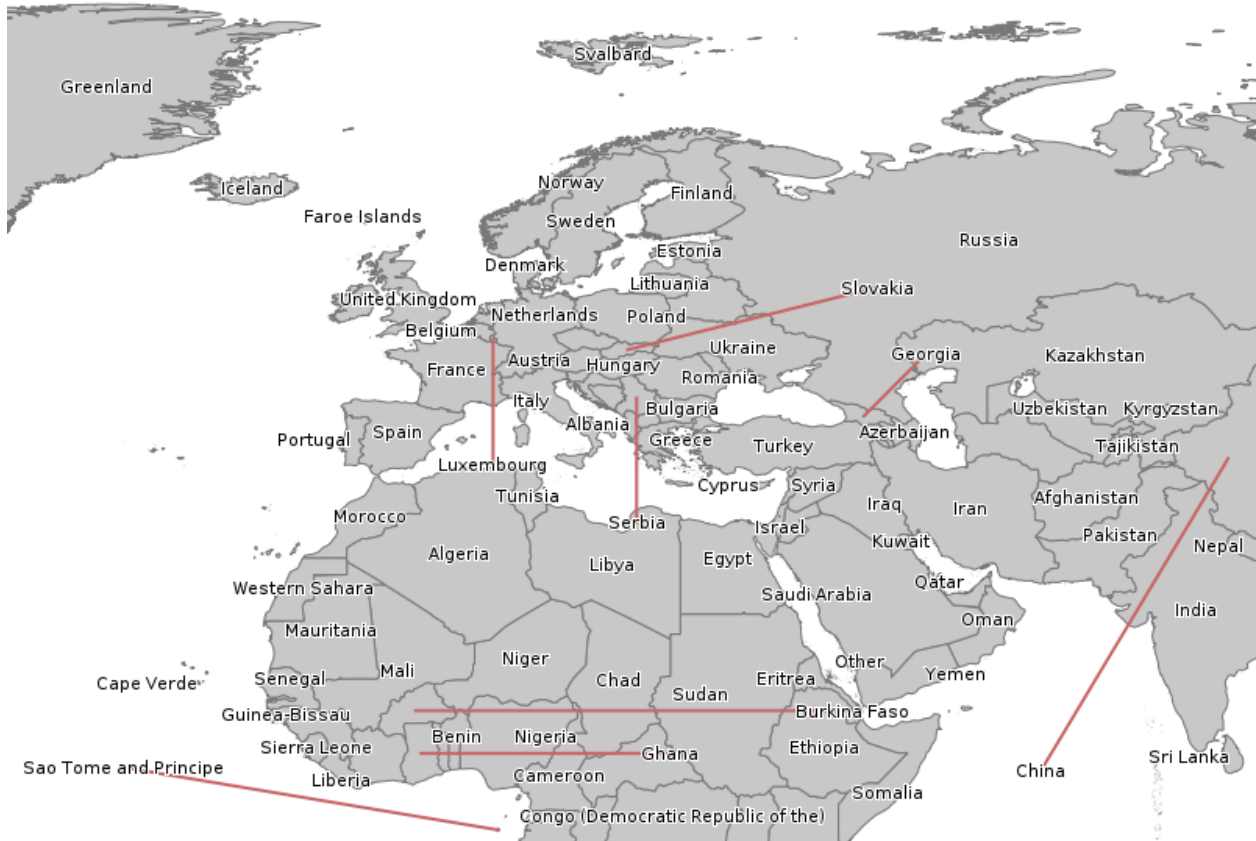 Svalbard
Greenland
Iceland
Norway
Finland
Faroe Islands
Sweden
Russia
Estonia
Denmark
Lithuania
Slovakia
United Kingdom
Netherlands
Poland
Belgium
Ukraine
Georgia
Kazakhstan
Austria
Hungary
France
Romania
Italy
Bulgaria
Uzbekistan
Kyrgyzstan
Albania
Spain
Azerbaijan
Portugal
Greece
Turkey
Tajikistan
Luxembourg
Cyprus
Syria
Tunisia
Afghanistan
Iraq
Iran
Morocco
Serbia
Israel
Pakistan
Kuwait
Nepal
Algeria
Egypt
Libya
Qatar
Western Sahara
Saudi Arabia
India
Oman
Mauritania
Niger
Other
Mali
Yemen
Senegal
Chad
Eritrea
Cape Verde
Sudan
Burkina Faso
Guinea-Bissau
Benin
Nigeria
Sierra Leone
Ethiopia
Ghana
Sri Lanka
Sao Tome and Principe
China
Cameroon
Liberia
Somalia
Congo (Democratic Republic of the)